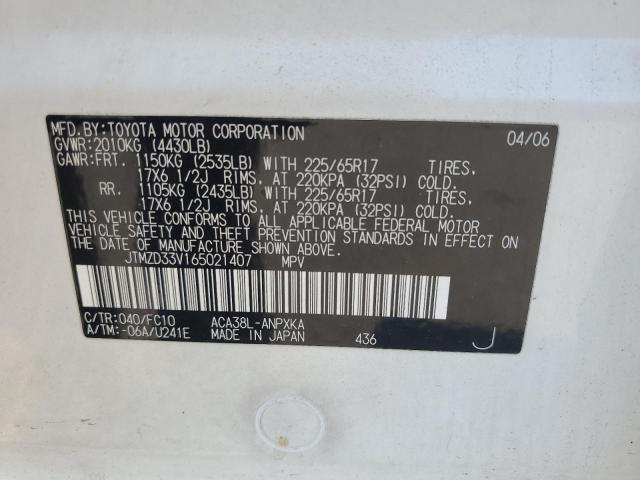 MFD.BY:TOYOTA MOTOR CORPORATION 04/06
GVWR:2010KG (4430LB)
GAWR:FRT. 1150KG (2535LB) WITH 225/65R17 TIRES,
17X6 1/2J RIMS, AT 220KPA (32PSI) COLD.
RR. 1105KG (2435LB) WITH 225/65R17 TIRES,
17X6 1/2J RIMS, AT 220KPA (32PSI) COLD.
THIS VEHICLE CONFORMS TO ALL APPLICABLE FEDERAL MOTOR
VEHICLE SAFETY AND THEFT PREVENTION STANDARDS IN EFFECT ON
THE DATE OF MANUFACTURE SHOWN ABOVE.
JTMZD33V165021407 MPV
C/TR:040/FC10 ACA38L-ANPXKA
A/TM:-06A/U241E MADE IN JAPAN 436 J